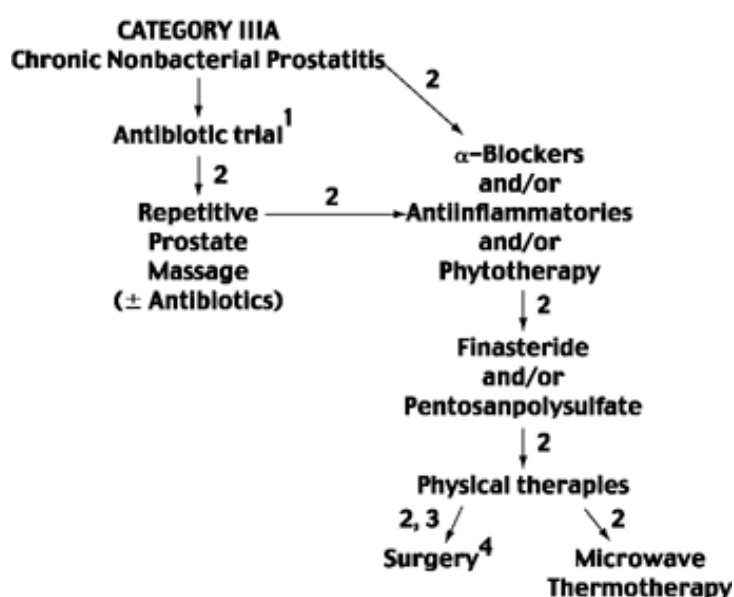 CATEGORY IIIA
Chronic Nonbacterial Prostatitis
2
Antibiotic trial1
2
α-Blockers
and/or
Antiinflammatories
and/or
Phytotherapy
2
Repetitive
Prostate
Massage
(± Antibiotics)
2
Finasteride
and/or
Pentosanpolysulfate
2
Physical therapies
2, 3
2
Surgery4
Microwave
Thermotherapy